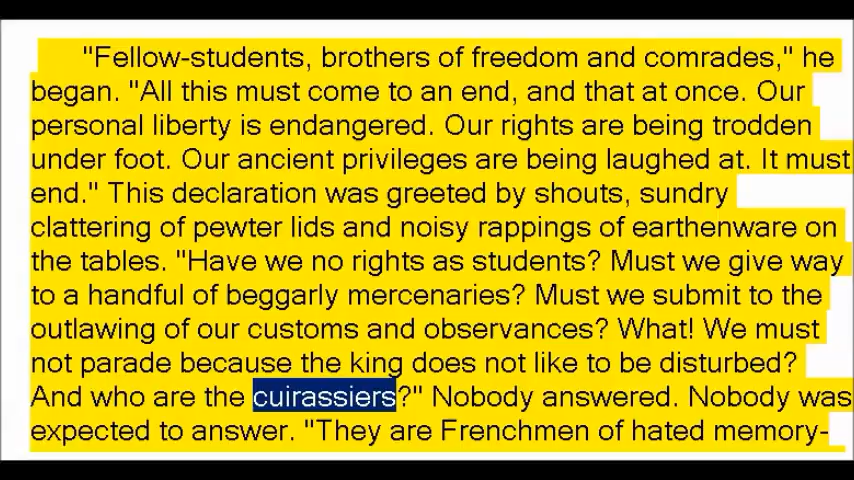 "Fellow-students, brothers of freedom and comrades," he
began. "All this must come to an end, and that at once. Our
personal liberty is endangered. Our rights are being trodden
under foot. Our ancient privileges are being laughed at. It must
end." This declaration was greeted by shouts, sundry
clattering of pewter lids and noisy rappings of earthenware on
the tables. "Have we no rights as students? Must we give way
to a handful of beggarly mercenaries? Must we submit to the
outlawing of our customs and observances? What! We must
not parade because the king does not like to be disturbed?
And who are the cuirassiers?" Nobody answered. Nobody was
expected to answer. "They are Frenchmen of hated memory-